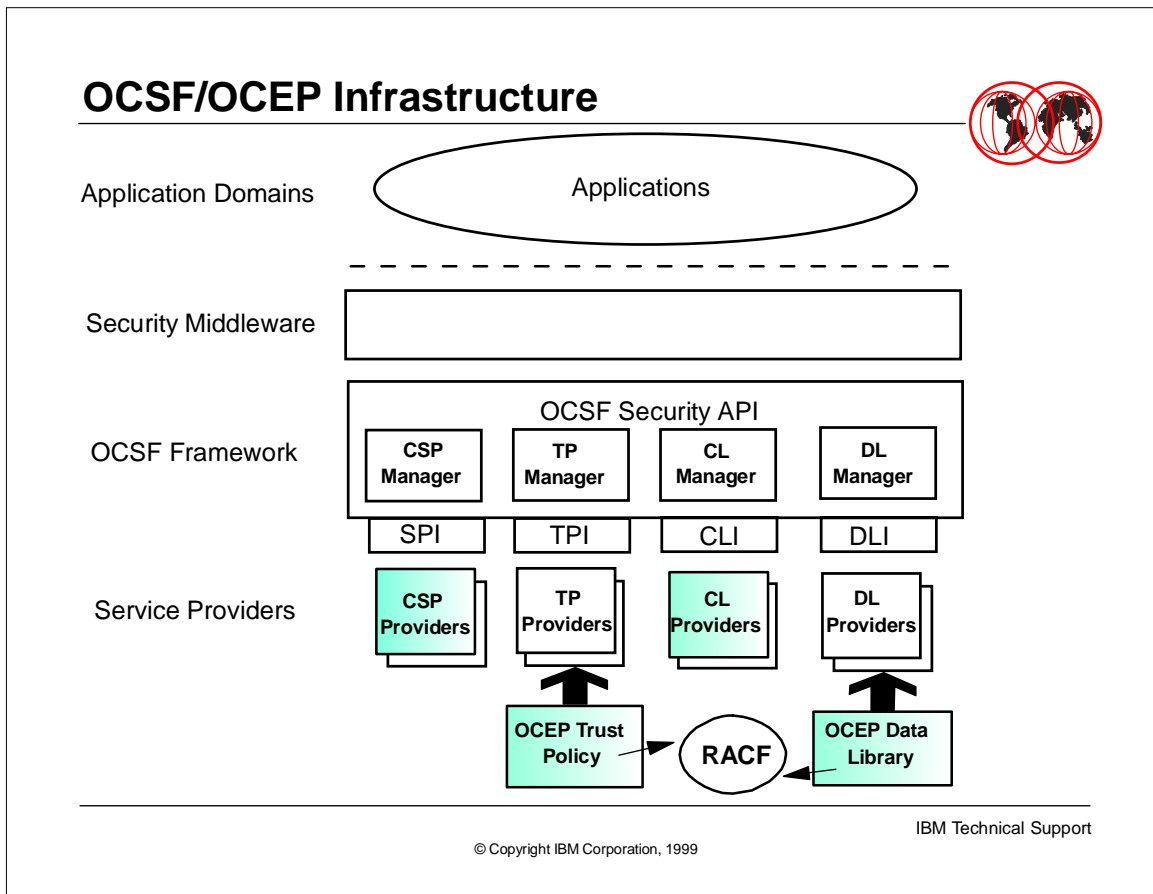 OCSF/OCEP Infrastructure
Application Domains
Applications
Security Middleware
OCSF Security API
OCSF Framework
CSP
Manager
TP
Manager
CL
Manager
DL
Manager
SPI
TPI
CLI
DLI
Service Providers
CSP
Providers
TP
Providers
CL
Providers
DL
Providers
OCEP Trust
Policy
RACF
OCEP Data
Library
IBM Technical Support
© Copyright IBM Corporation, 1999